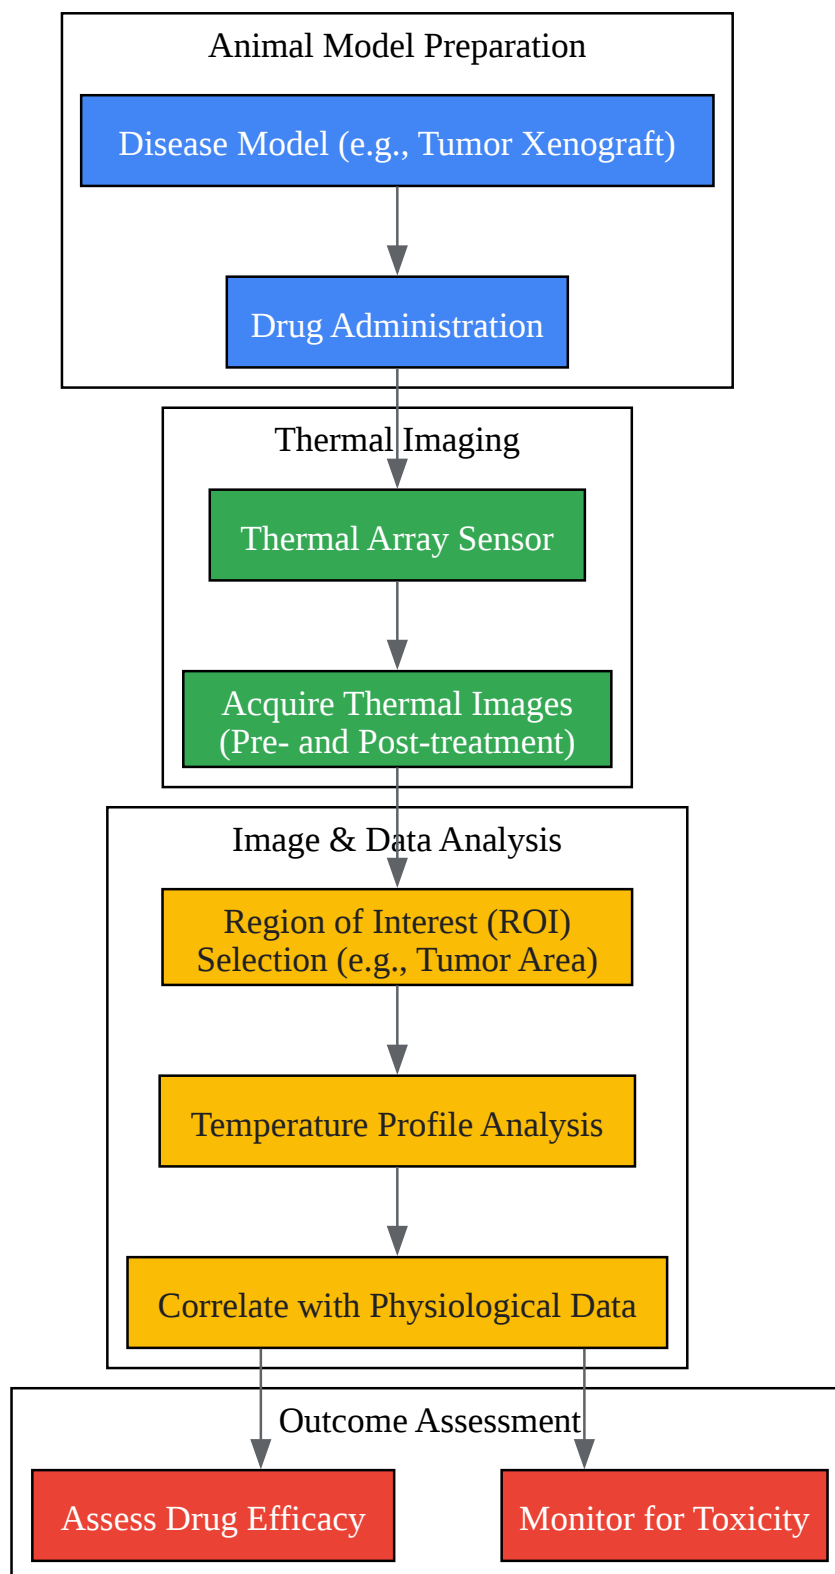 Animal Model Preparation
Disease Model (e.g., Tumor Xenograft)
Drug Administration
Thermal Imaging
Thermal Array Sensor
Acquire Thermal Images
(Pre- and Post-treatment)
Image & Data Analysis
Region of Interest (ROI)
Selection (e.g., Tumor Area)
Temperature Profile Analysis
Correlate with Physiological Data
Outcome Assessment
Assess Drug Efficacy
Monitor for Toxicity